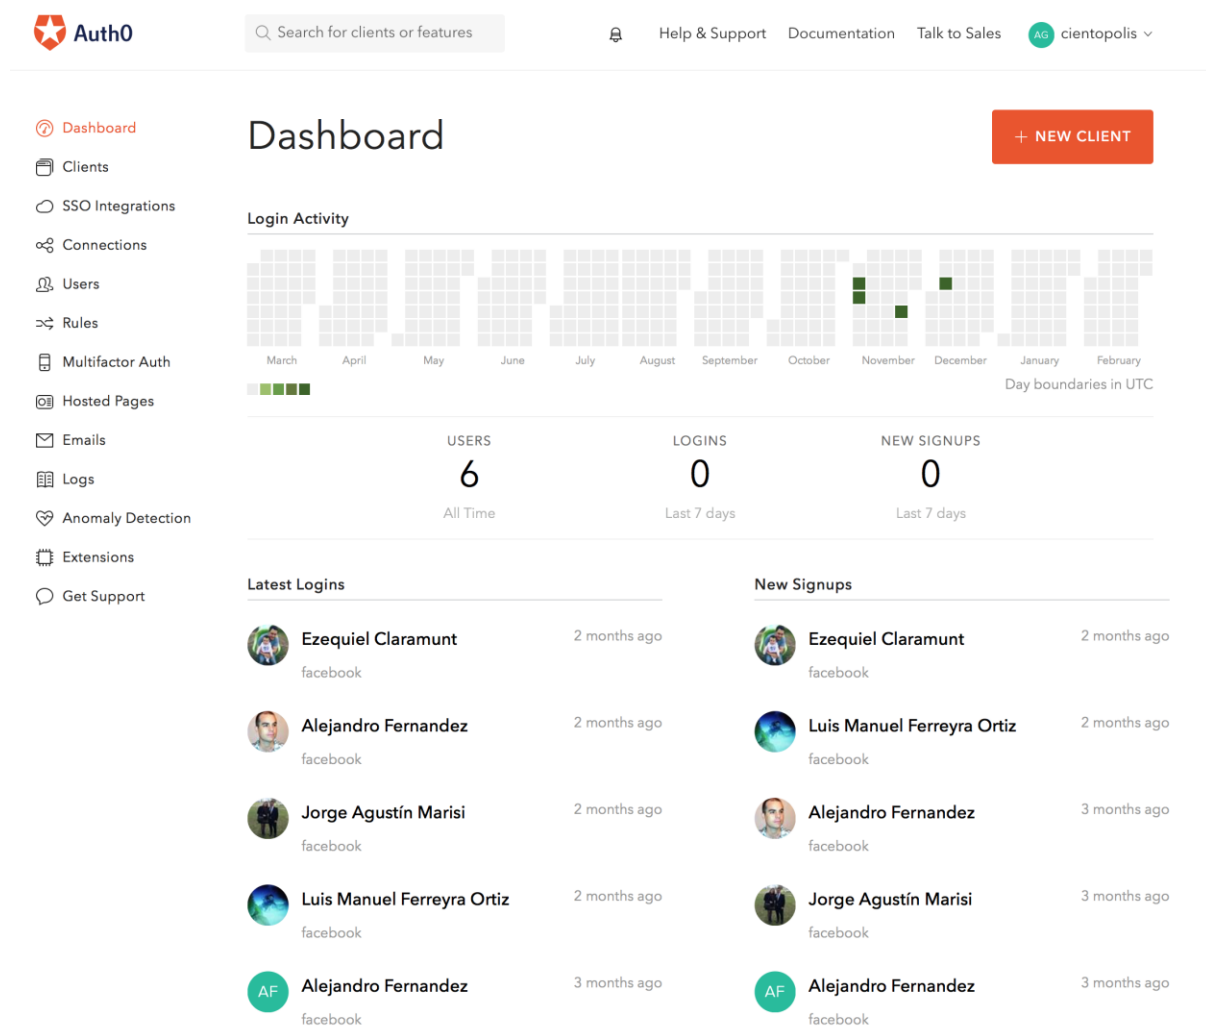 Auth0
Search for clients or features
Help & Support
Documentation
Talk to Sales
AG
cientopolis
Dashboard
Clients
SSO Integrations
Connections
Users
Rules
Multifactor Auth
Hosted Pages
Emails
Logs
Anomaly Detection
Extensions
Get Support
Dashboard
+ NEW CLIENT
Login Activity
March April May June July August September October November December January February
Day boundaries in UTC
USERS
6
All Time
LOGINS
0
Last 7 days
NEW SIGNUPS
0
Last 7 days
Latest Logins
Ezequiel Claramunt 2 months ago
facebook
Alejandro Fernandez 2 months ago
facebook
Jorge Agustín Marisi 2 months ago
facebook
Luis Manuel Ferreyra Ortiz 2 months ago
facebook
AF Alejandro Fernandez 3 months ago
facebook
New Signups
Ezequiel Claramunt 2 months ago
facebook
Luis Manuel Ferreyra Ortiz 2 months ago
facebook
Alejandro Fernandez 3 months ago
facebook
Jorge Agustín Marisi 3 months ago
facebook
AF Alejandro Fernandez 3 months ago
facebook